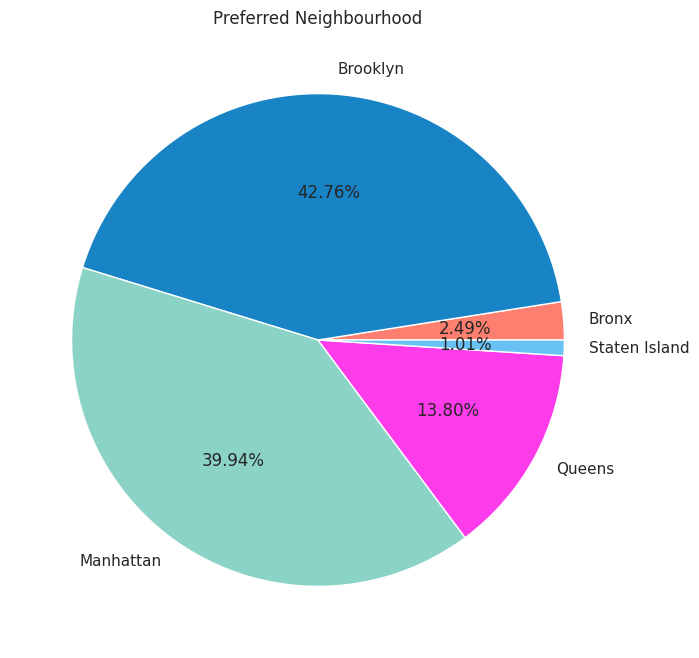 Preferred Neighbourhood
Brooklyn
42.76%
Bronx
2.49%
Staten Island
1.01%
13.80%
39.94%
Queens
Manhattan